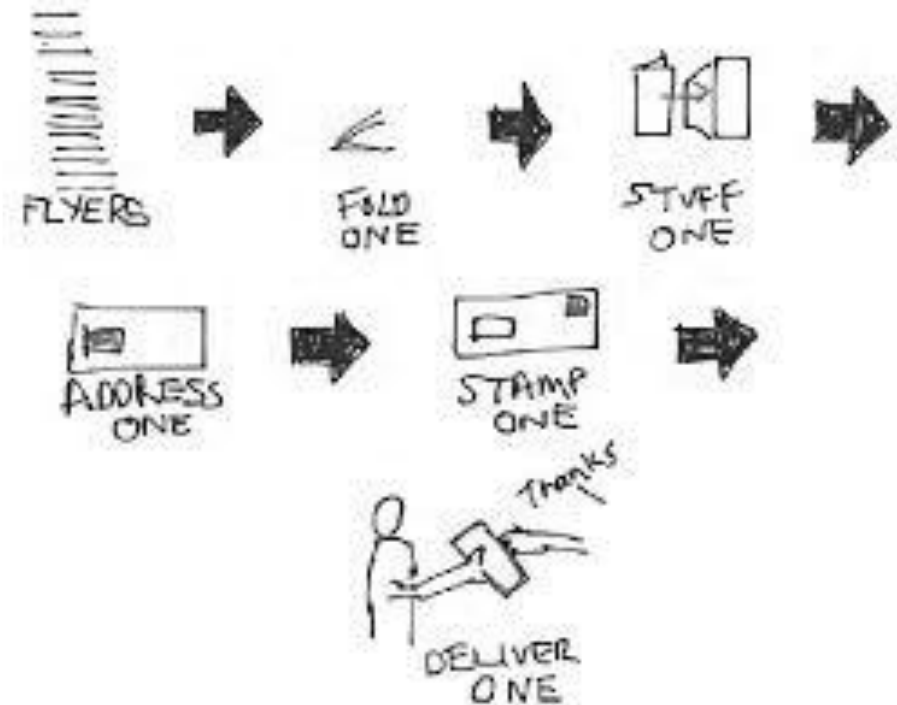 FLYERS
FOLD
ONE
STUFF
ONE
ADDRESS
ONE
STAMP
ONE
Thanks
DELIVER
ONE